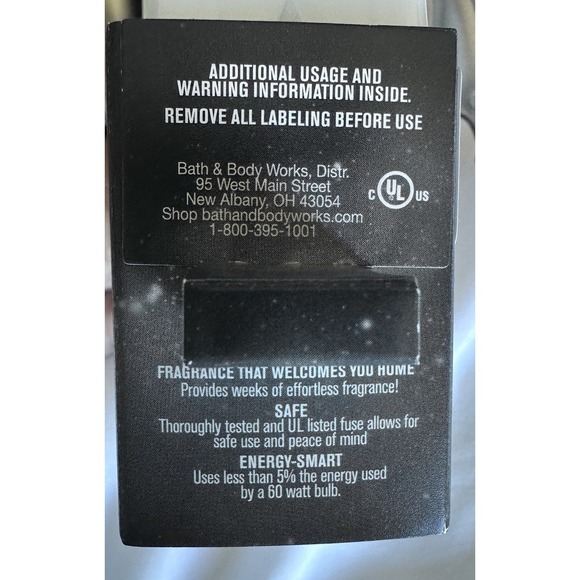 ADDITIONAL USAGE AND
WARNING INFORMATION INSIDE.
REMOVE ALL LABELING BEFORE USE
Bath & Body Works, Distr.
95 West Main Street
New Albany, OH 43054
Shop bathandbodyworks.com
1-800-395-1001
C UL US
FRAGRANCE THAT WELCOMES YOU HOME
Provides weeks of effortless fragrance!
SAFE
Thoroughly tested and UL listed fuse allows for
safe use and peace of mind
ENERGY-SMART
Uses less than 5% the energy used
by a 60 watt bulb.